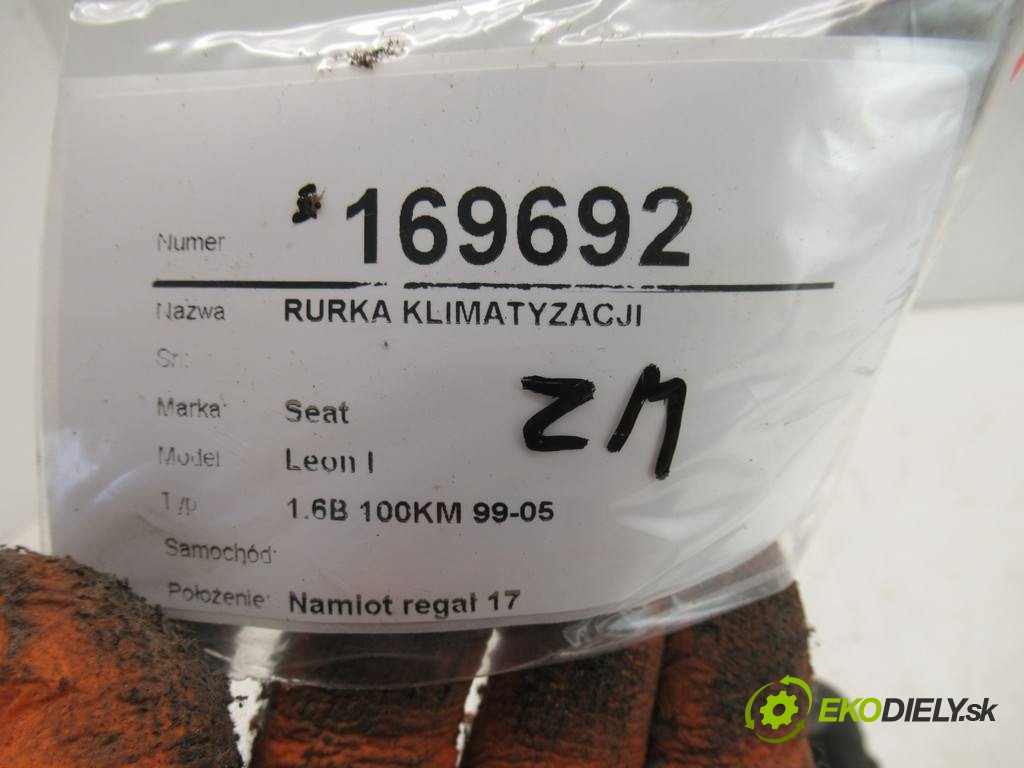 Numer 169692
Nazwa RURKA KLIMATYZACJI
Marka Seat
Model Leon I
Typ 1.6B 100KM 99-05
Samochód
Położenie Namiot regał 17
ZM
EKODIELY.sk